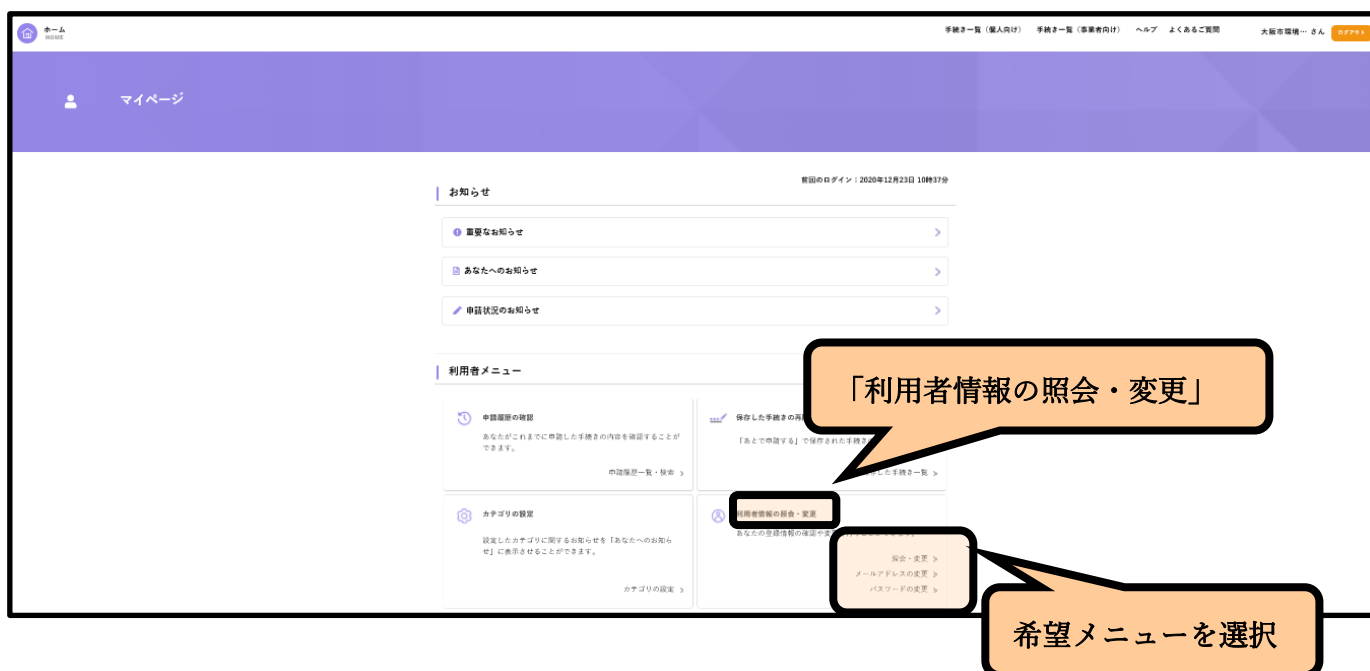 ホーム
HOME
手続き一覧（個人向け） 手続き一覧（事業者向け） ヘルプ よくあるご質問 大阪市環境… さん ログアウト
マイページ
前回のログイン：2020年12月23日 10時37分
お知らせ
重要なお知らせ
あなたへのお知らせ
申請状況のお知らせ
利用者メニュー
「利用者情報の照会・変更」
申請履歴の確認
あなたがこれまでに申請した手続きの内容を確認することが
できます。
申請履歴一覧・検索
保存した手続きの再
「あとで申請する」で保存された手続き
した手続き一覧
カテゴリの設定
設定したカテゴリに関するお知らせを「あなたへのお知ら
せ」に表示させることができます。
カテゴリの設定
利用者情報の照会・変更
あなたの登録情報の確認や変
照会・変更
メールアドレスの変更
パスワードの変更
希望メニューを選択